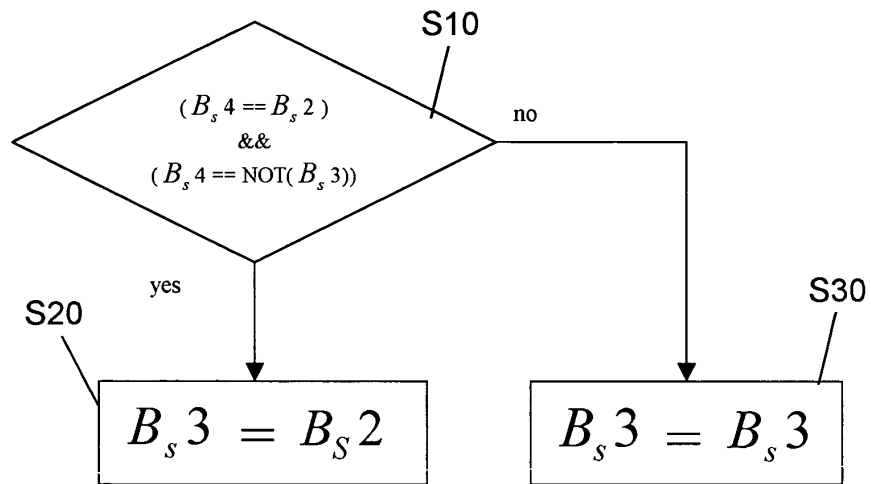 S10
( B_s 4 == B_s 2 )
&&
( B_s 4 == NOT( B_s 3))
no
yes
S20
S30
B_s 3 = B_S 2
B_s 3 = B_s 3